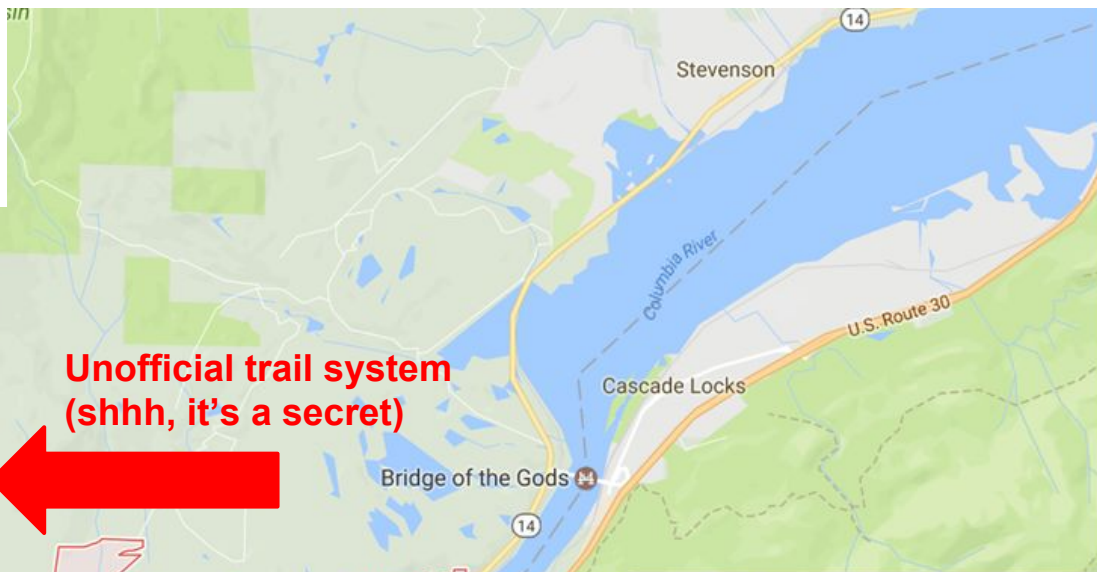 sin
14
Stevenson
Columbia River
U.S. Route 30
Unofficial trail system
(shhh, it’s a secret)
Cascade Locks
Bridge of the Gods
14